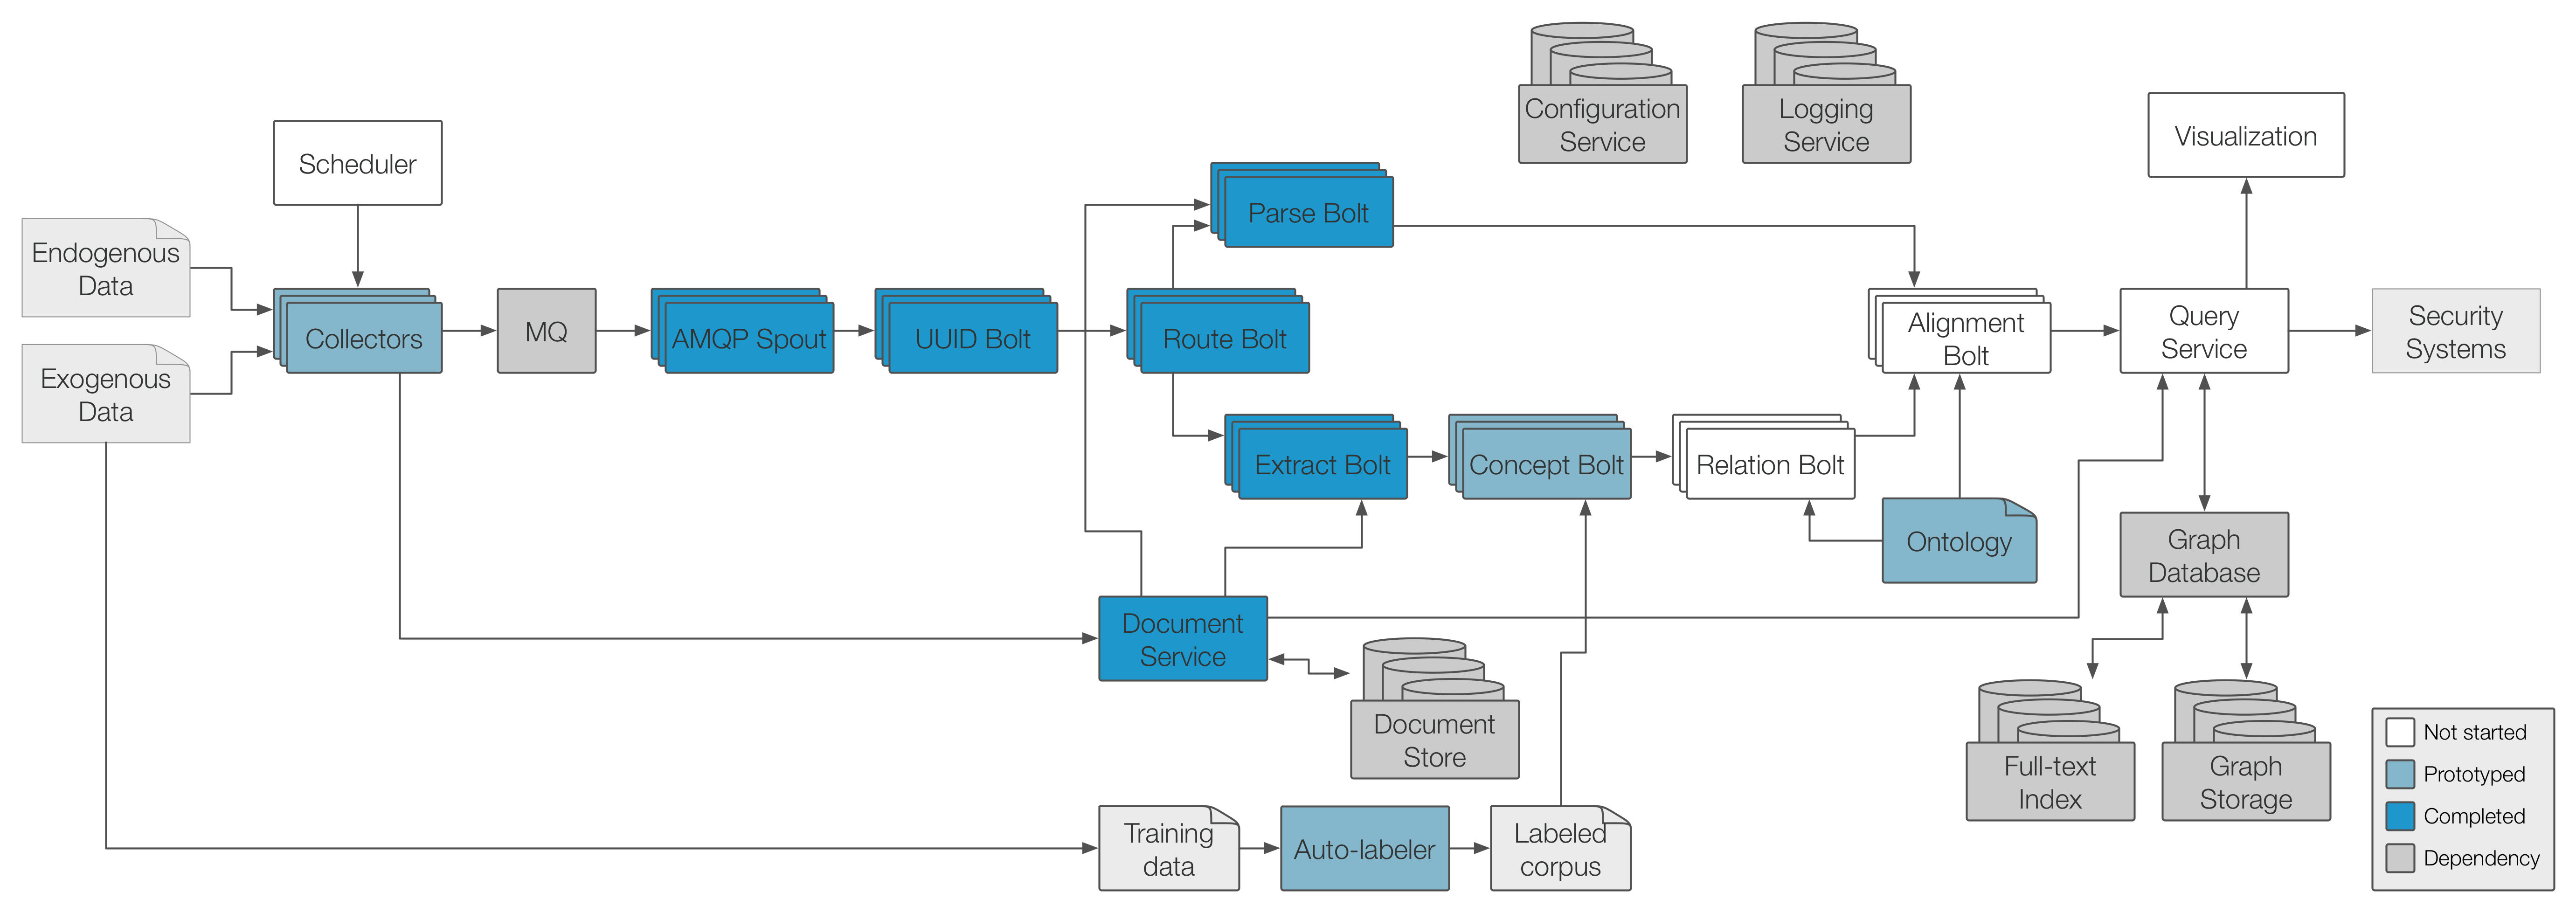 Configuration
Service
Logging
Service
Visualization
Scheduler
Parse Bolt
Endogenous
Data
Exogenous
Data
Collectors
MQ
AMQP Spout
UUID Bolt
Route Bolt
Alignment
Bolt
Query
Service
Security
Systems
Extract Bolt
Concept Bolt
Relation Bolt
Ontology
Graph
Database
Document
Service
Document
Store
Full-text
Index
Graph
Storage
Training
data
Auto-labeler
Labeled
corpus
Not started
Prototyped
Completed
Dependency